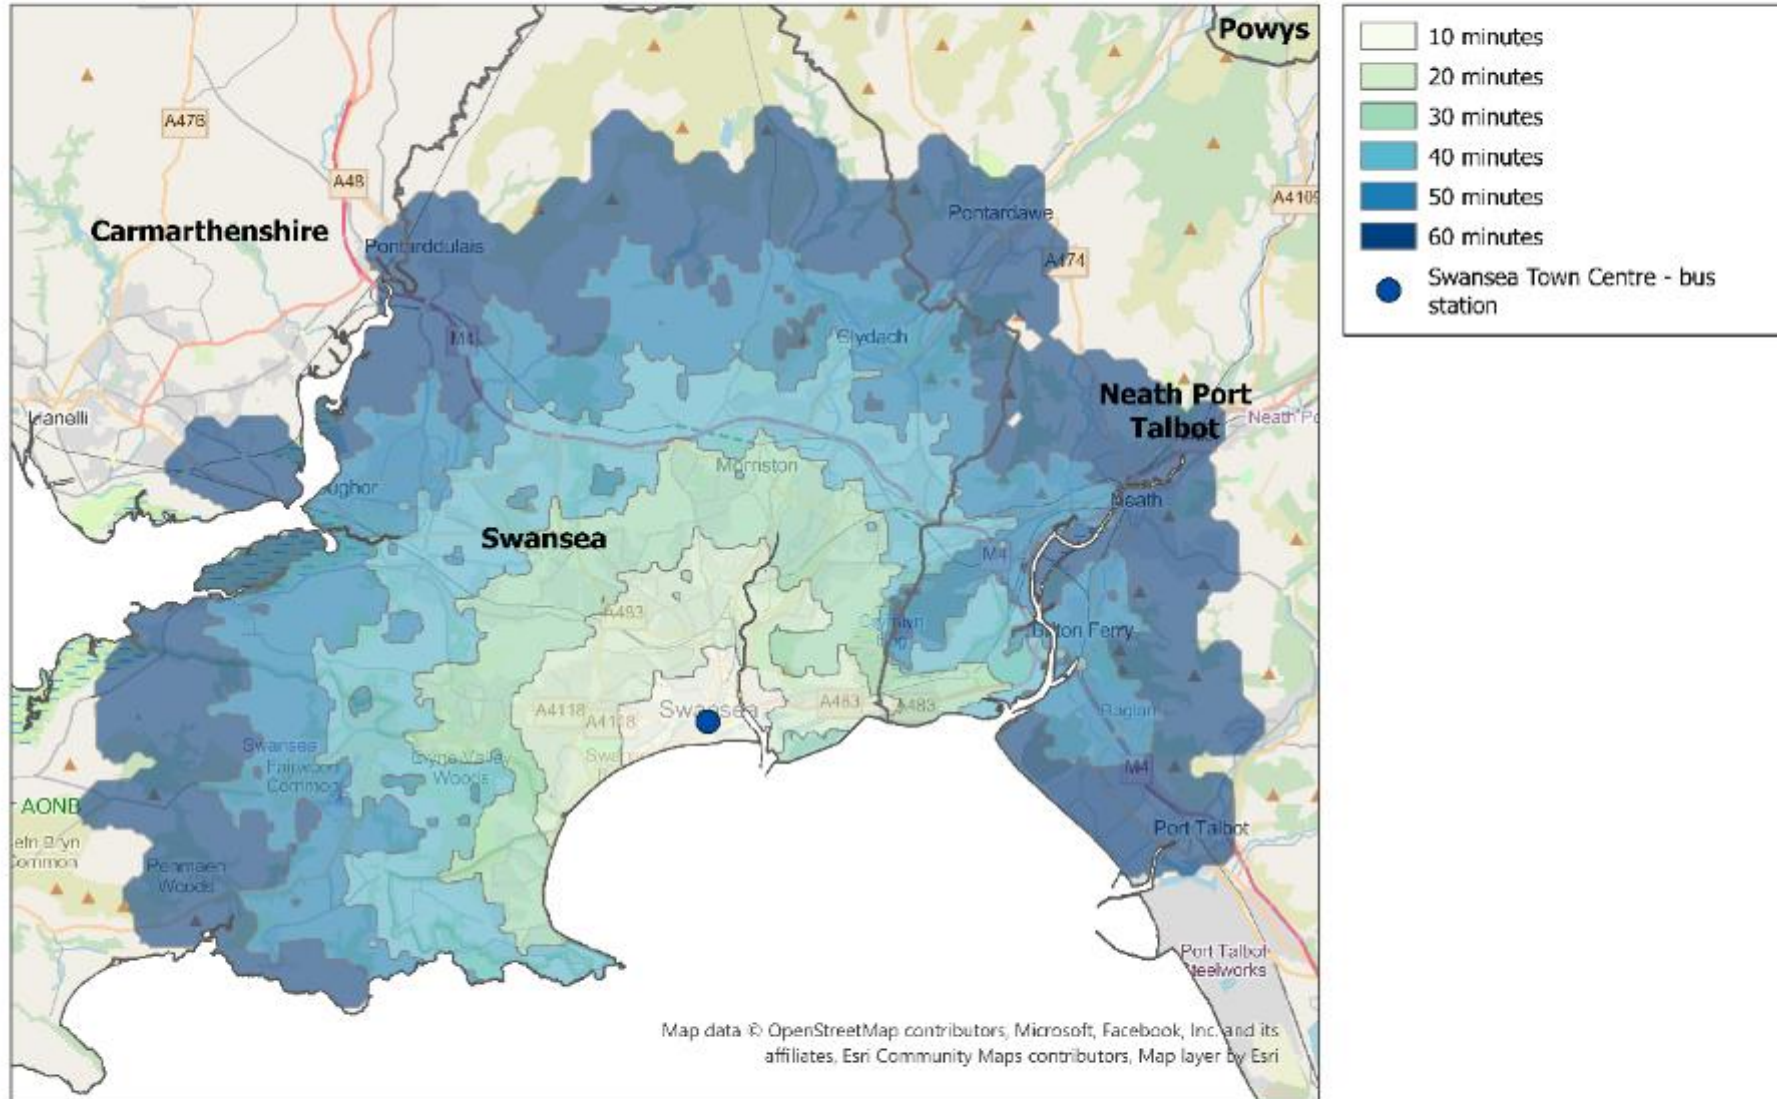 Powys
A476
A48
A4109
Carmarthenshire
Pontarddulais
Pontardawe
A474
M4
Clydach
Neath Port
Talbot
Llanelli
Morriston
Swansea
Neath
M4
A483
Briton Ferry
A4118
A4118
Swansea
A483
A483
Baglan
Swansea
Fairwood
Common
Clyne Valley
Woods
M4
AONB
Common
Penmaen
Woods
Port Talbot
Port Talbot
Steelworks
Map data © OpenStreetMap contributors, Microsoft, Facebook, Inc. and its
affiliates, Esri Community Maps contributors, Map layer by Esri
10 minutes
20 minutes
30 minutes
40 minutes
50 minutes
60 minutes
Swansea Town Centre - bus
station